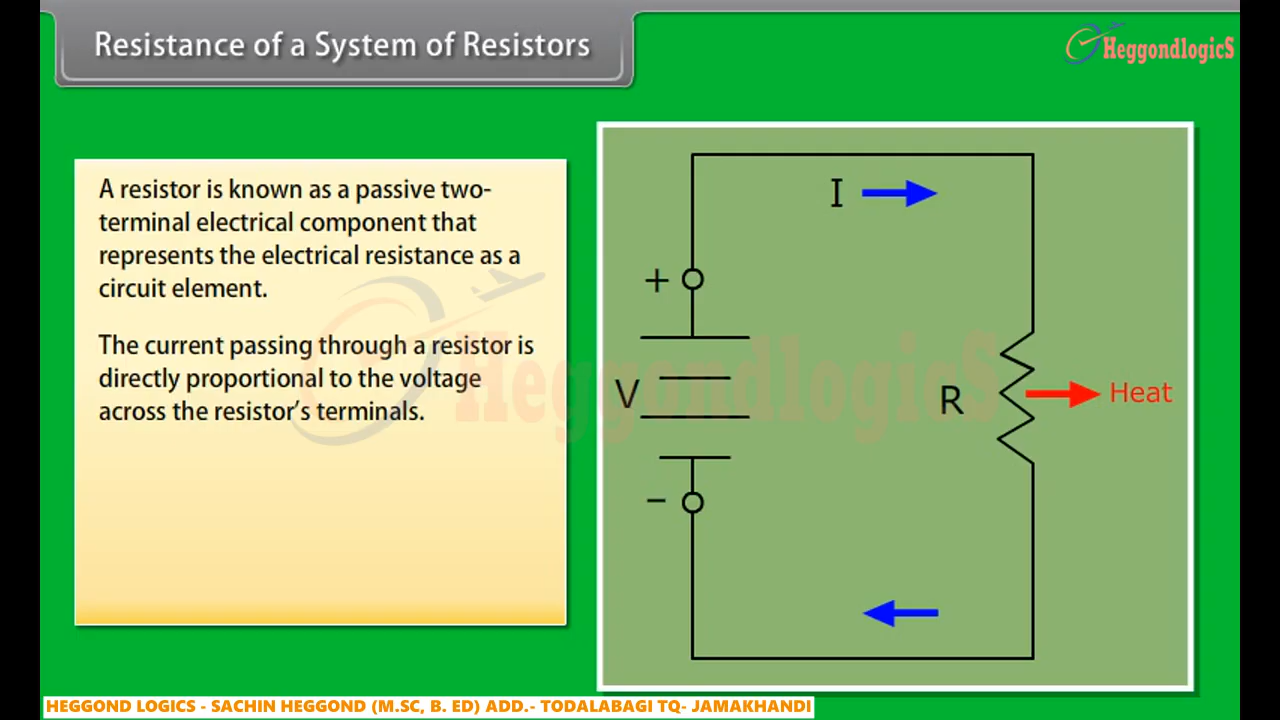 Resistance of a System of Resistors
HeggondlogicS
A resistor is known as a passive two-
terminal electrical component that
represents the electrical resistance as a
circuit element.
The current passing through a resistor is
directly proportional to the voltage
across the resistor's terminals.
HeggondlogicS
I
+
V
R
Heat
−
HEGGOND LOGICS - SACHIN HEGGOND (M.SC, B. ED) ADD.- TODALABAGI TQ- JAMAKHANDI